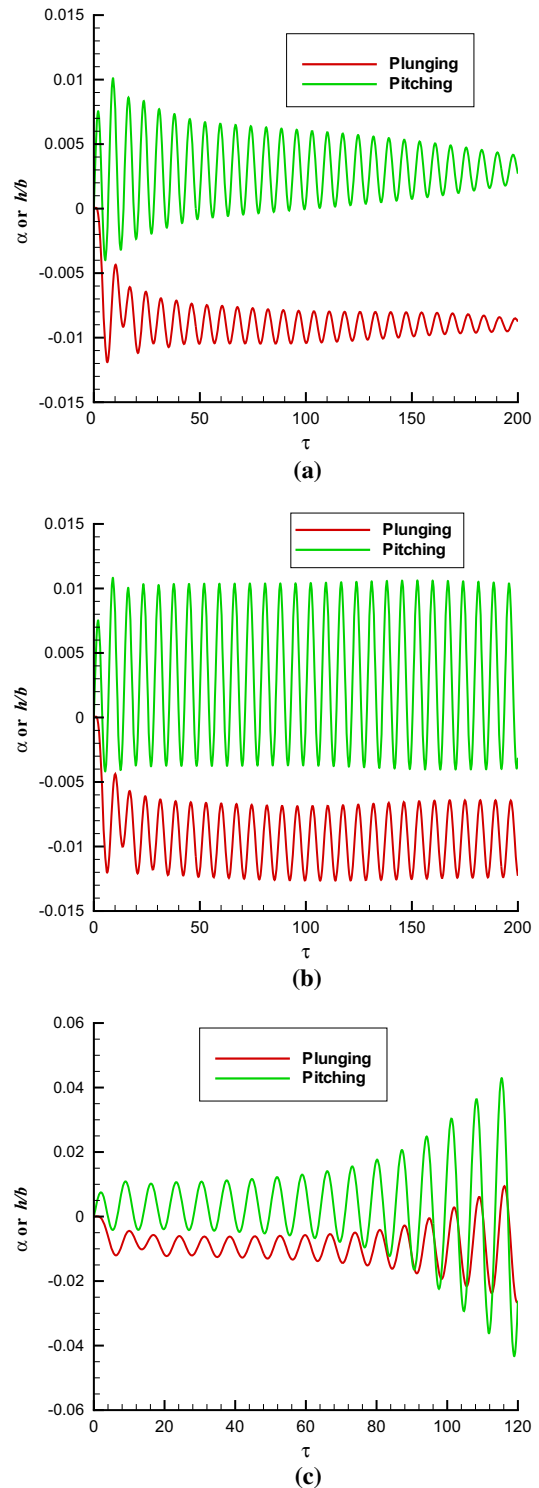 0.015
Plunging
Pitching
0.01
0.005
α or h/b
0
-0.005
-0.01
-0.015
0 50 100 150 200
τ
(a)
0.015
Plunging
Pitching
0.01
0.005
α or h/b
0
-0.005
-0.01
-0.015
0 50 100 150 200
τ
(b)
0.06
Plunging
Pitching
0.04
0.02
α or h/b
0
-0.02
-0.04
-0.06
0 20 40 60 80 100 120
τ
(c)